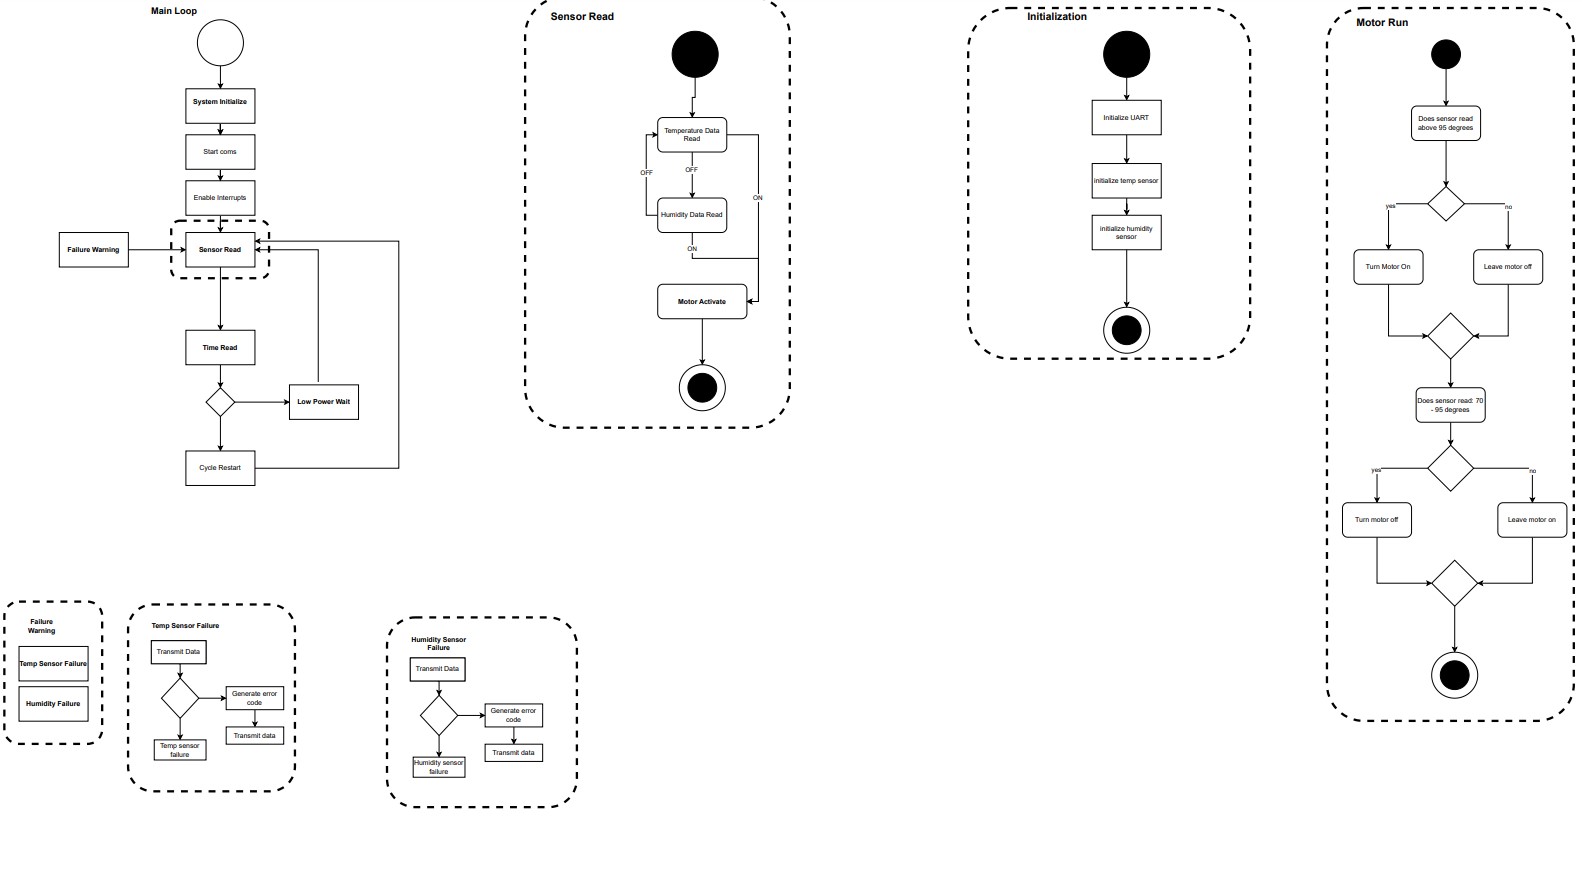 Main Loop
System Initialize
Start coms
Enable Interrupts
Failure Warning
Sensor Read
Time Read
Low Power Wait
Cycle Restart
Sensor Read
Temperature Data
Read
OFF
OFF
ON
Humidity Data Read
ON
Motor Activate
Initialization
Initialize UART
initialize temp sensor
initialize humidity
sensor
Motor Run
Does sensor read
above 95 degrees
yes
no
Turn Motor On
Leave motor off
Does sensor read: 70
- 95 degrees
yes
no
Turn motor off
Leave motor on
Failure
Warning
Temp Sensor Failure
Humidity Failure
Temp Sensor Failure
Transmit Data
Generate error
code
Transmit data
Temp sensor
failure
Humidity Sensor
Failure
Transmit Data
Generate error
code
Transmit data
Humidity sensor
failure